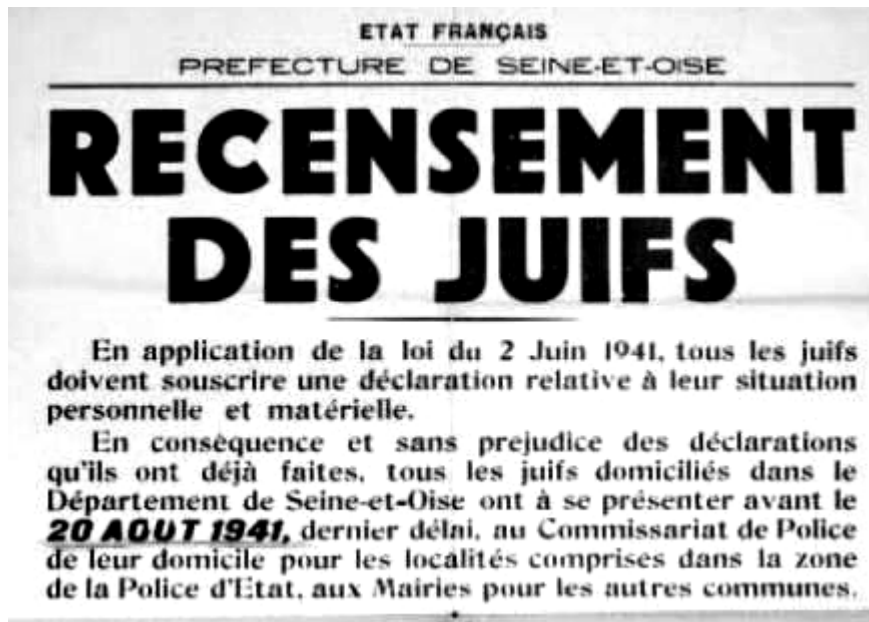 ETAT FRANÇAIS
PREFECTURE DE SEINE-ET-OISE
RECENSEMENT
DES JUIFS
En application de la loi du 2 Juin 1941, tous les juifs
doivent souscrire une déclaration relative à leur situation
personnelle et matérielle.
En conséquence et sans prejudice des déclarations
qu'ils ont déjà faites, tous les juifs domiciliés dans le
Département de Seine-et-Oise ont à se présenter avant le
20 AOUT 1941, dernier délai, au Commissariat de Police
de leur domicile pour les localités comprises dans la zone
de la Police d'Etat, aux Mairies pour les autres communes.